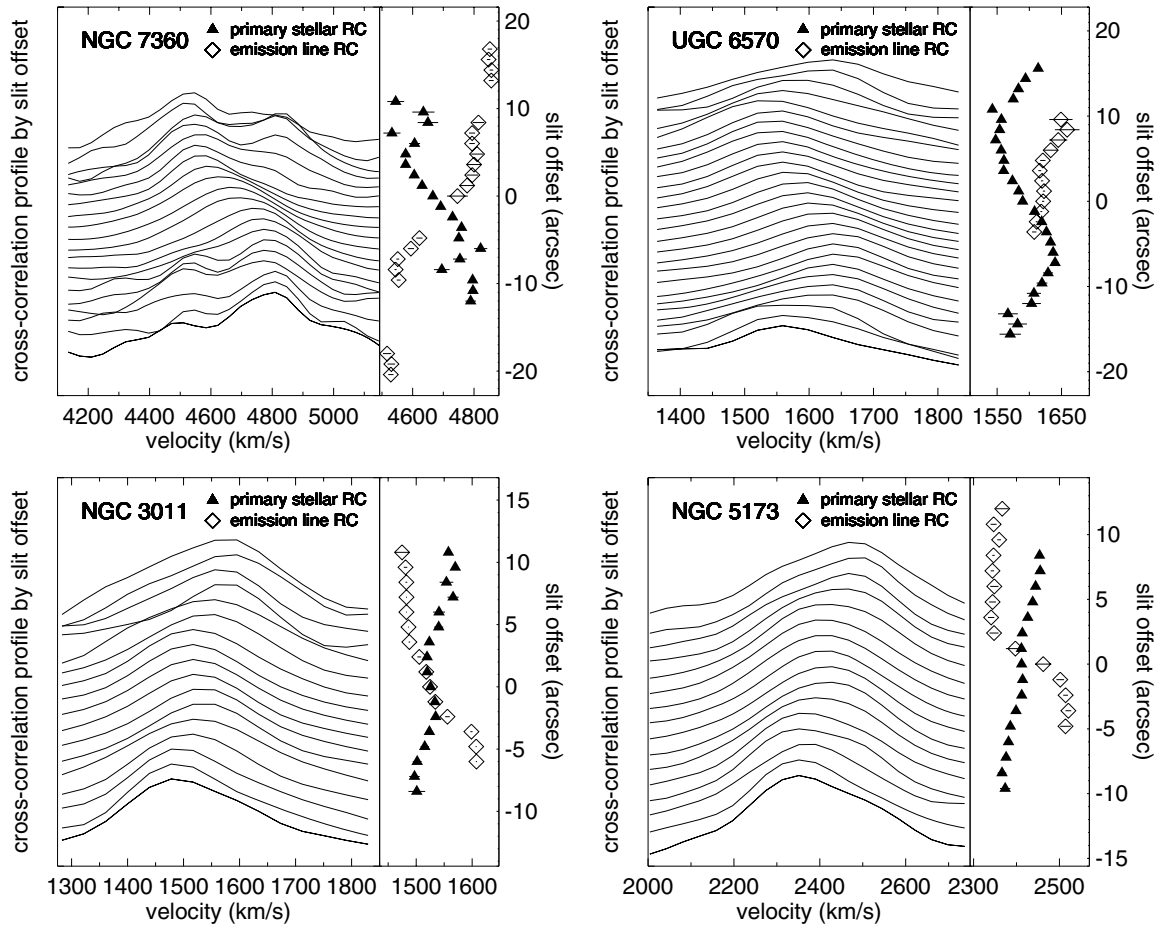 NGC 7360
▲ primary stellar RC
◇ emission line RC
cross-correlation profile by slit offset
20
10
0
-10
-20
slit offset (arcsec)
4200 4400 4600 4800 5000
4600 4800
velocity (km/s)
UGC 6570
▲ primary stellar RC
◇ emission line RC
cross-correlation profile by slit offset
20
10
0
-10
-20
slit offset (arcsec)
1400 1500 1600 1700 1800
1550 1650
velocity (km/s)
NGC 3011
▲ primary stellar RC
◇ emission line RC
cross-correlation profile by slit offset
15
10
5
0
-5
-10
slit offset (arcsec)
1300 1400 1500 1600 1700 1800
1500 1600
velocity (km/s)
NGC 5173
▲ primary stellar RC
◇ emission line RC
cross-correlation profile by slit offset
10
5
0
-5
-10
-15
slit offset (arcsec)
2000 2200 2400 2600
2300 2500
velocity (km/s)